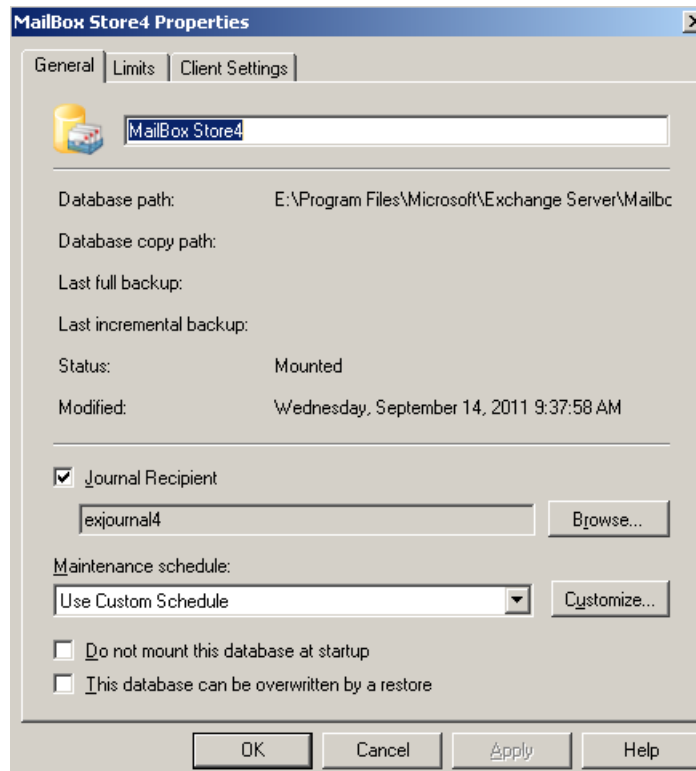 MailBox Store4 Properties
General Limits Client Settings
MailBox Store4
Database path: E:\Program Files\Microsoft\Exchange Server\Mailbc
Database copy path:
Last full backup:
Last incremental backup:
Status: Mounted
Modified: Wednesday, September 14, 2011 9:37:58 AM
Journal Recipient
exjournal4 Browse...
Maintenance schedule:
Use Custom Schedule Customize...
Do not mount this database at startup
This database can be overwritten by a restore
OK Cancel Apply Help